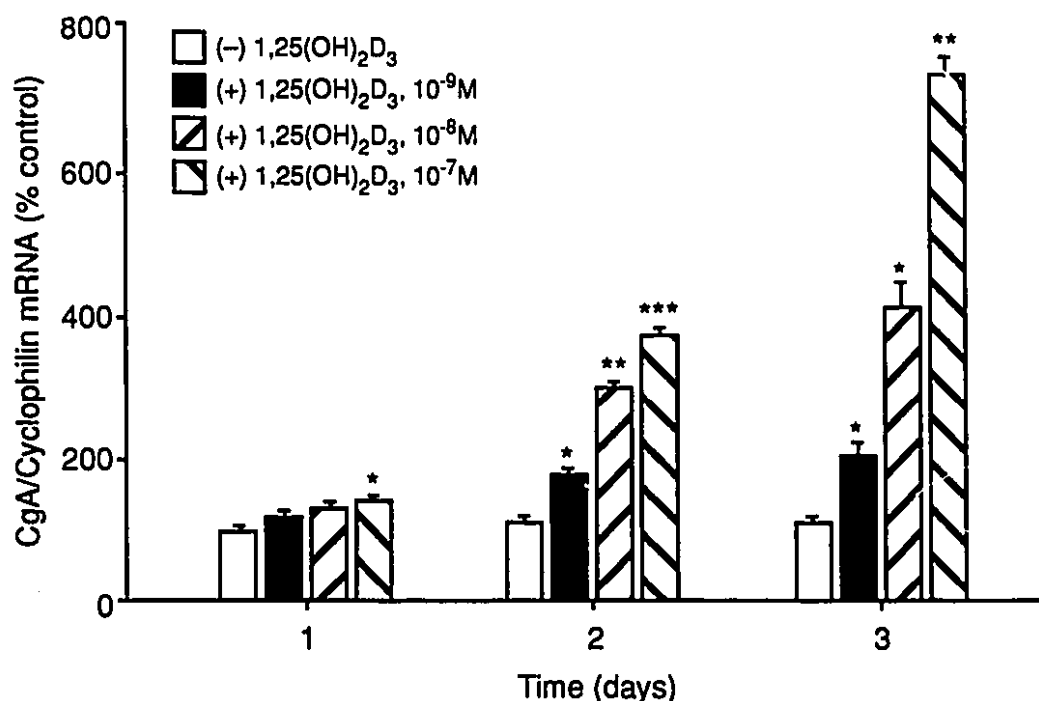 CgA/Cyclophilin mRNA (% control)
800
600
400
200
0
(−) 1,25(OH)₂D₃
(+) 1,25(OH)₂D₃, 10⁻⁹M
(+) 1,25(OH)₂D₃, 10⁻⁸M
(+) 1,25(OH)₂D₃, 10⁻⁷M
*
*
**
***
*
*
**
1 2 3
Time (days)